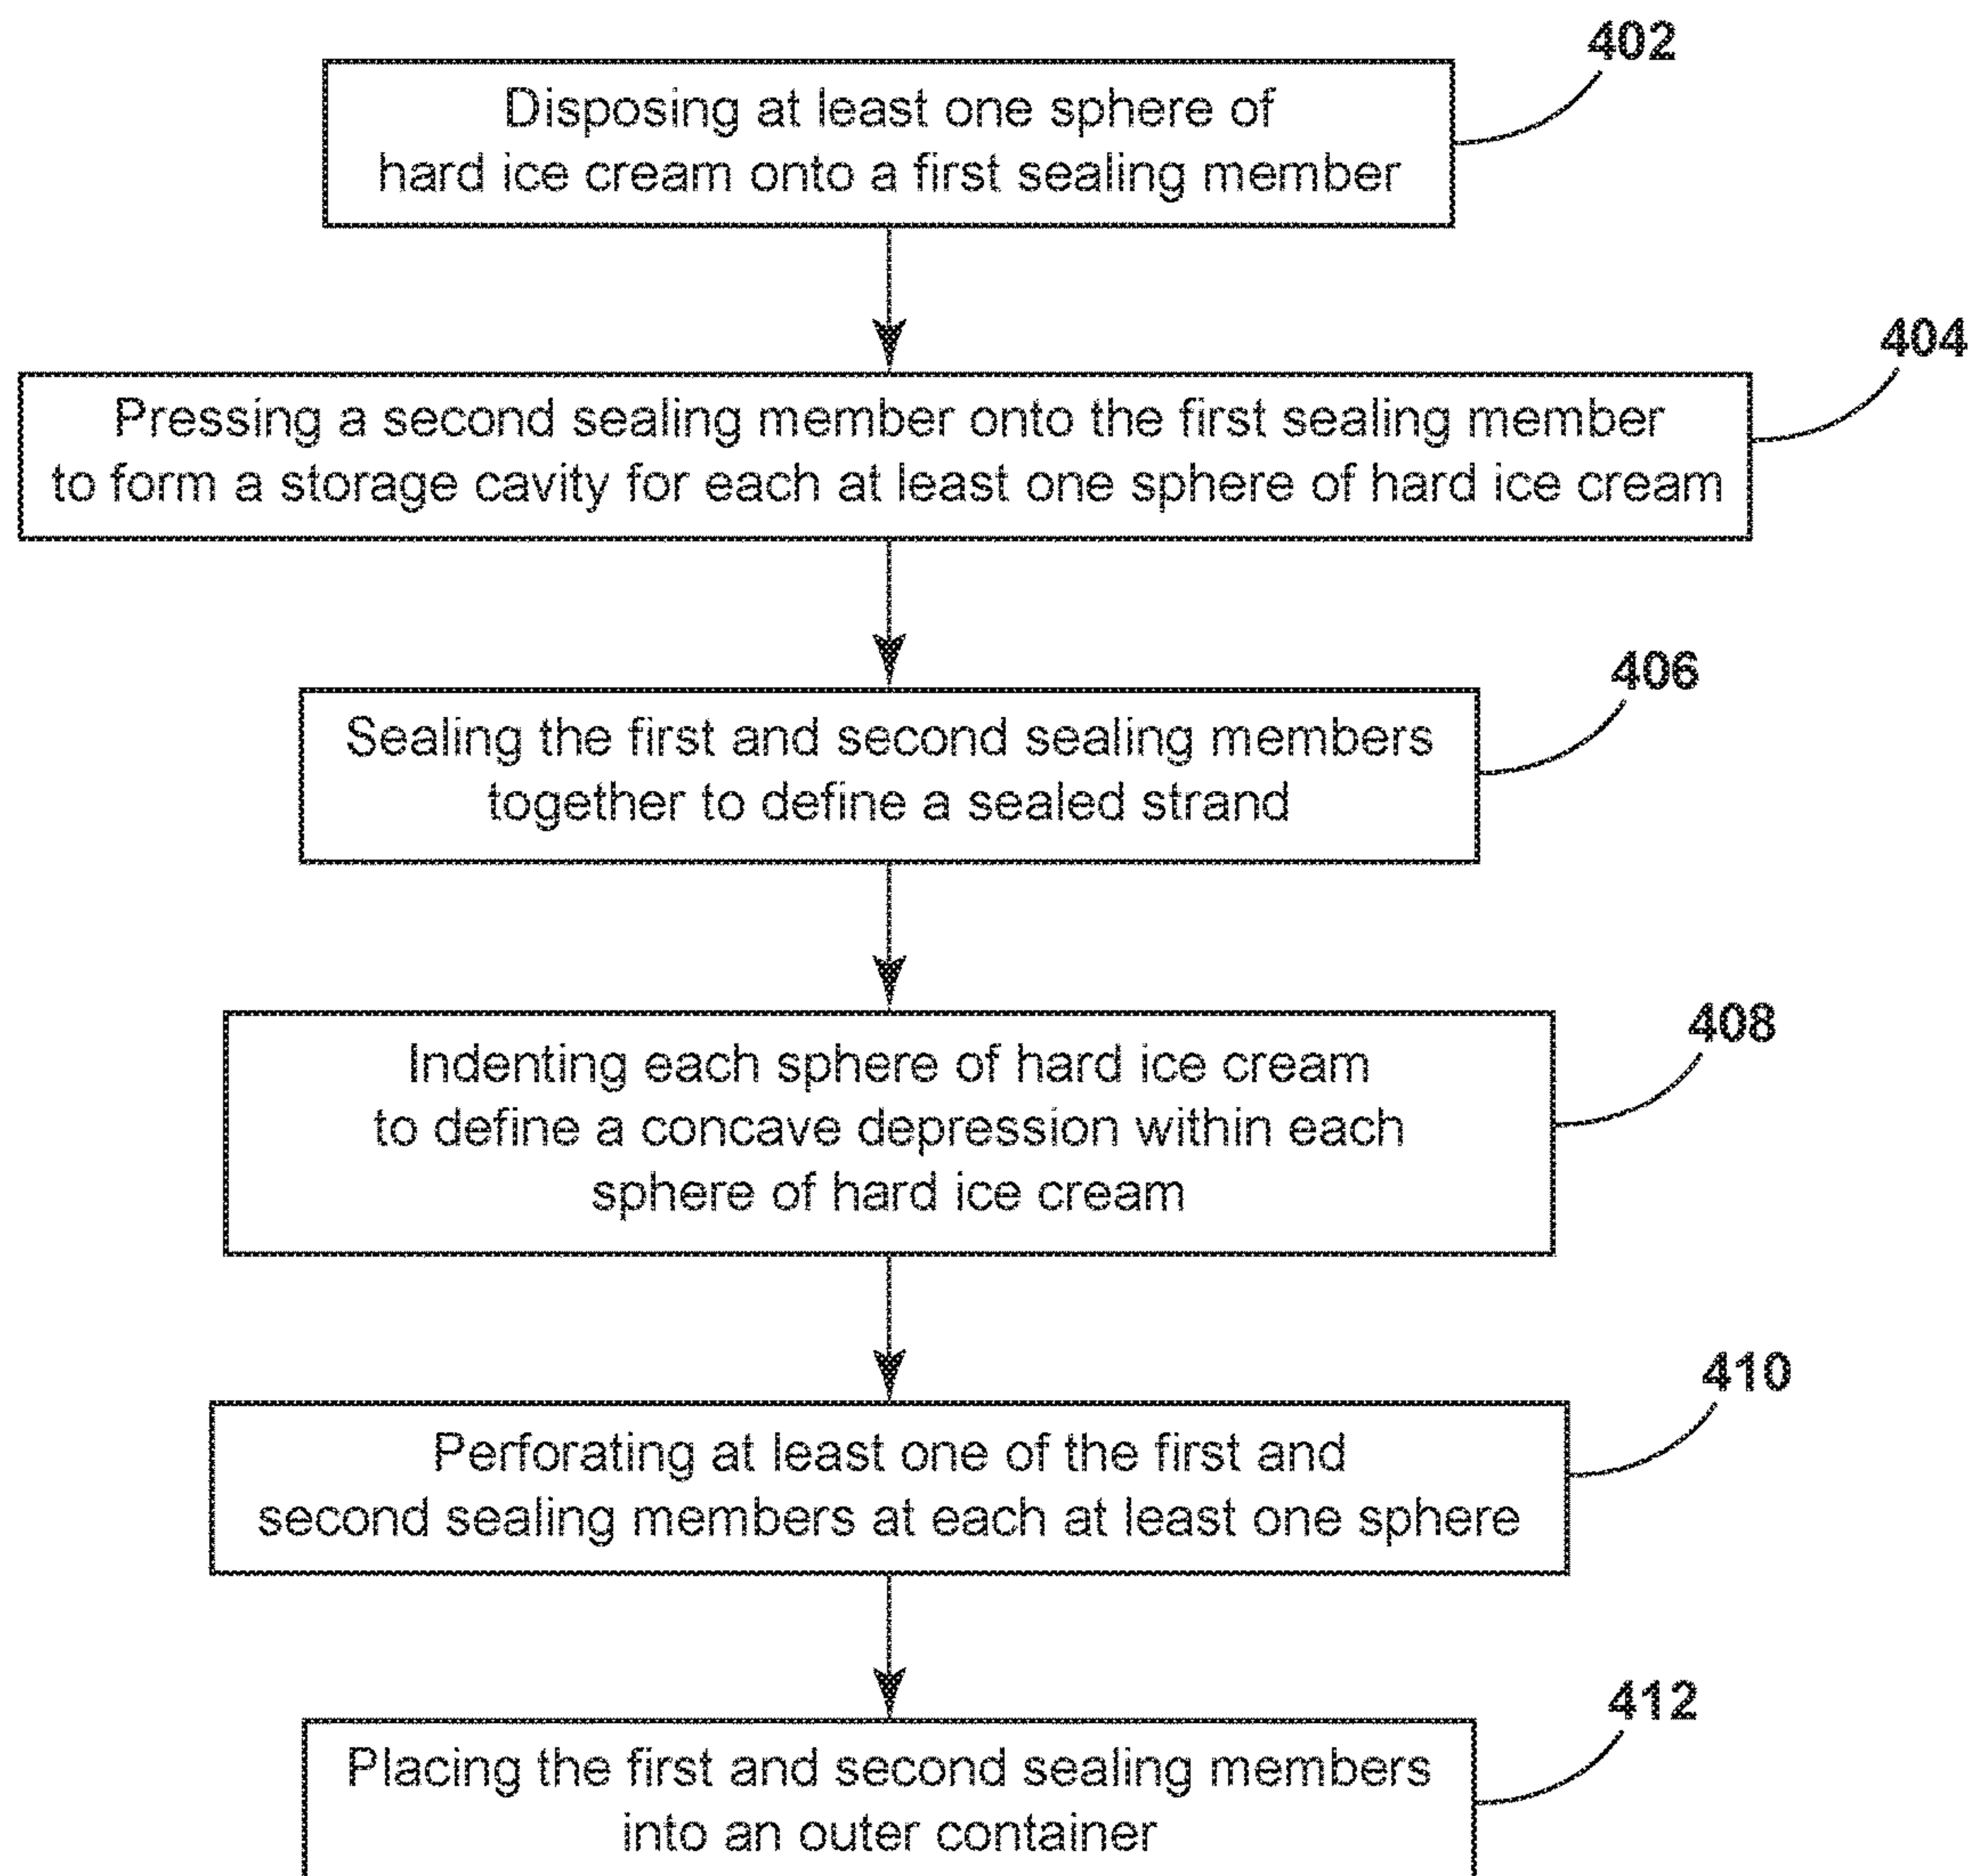 402
Disposing at least one sphere of
hard ice cream onto a first sealing member
404
Pressing a second sealing member onto the first sealing member
to form a storage cavity for each at least one sphere of hard ice cream
406
Sealing the first and second sealing members
together to define a sealed strand
408
Indenting each sphere of hard ice cream
to define a concave depression within each
sphere of hard ice cream
410
Perforating at least one of the first and
second sealing members at each at least one sphere
412
Placing the first and second sealing members
into an outer container